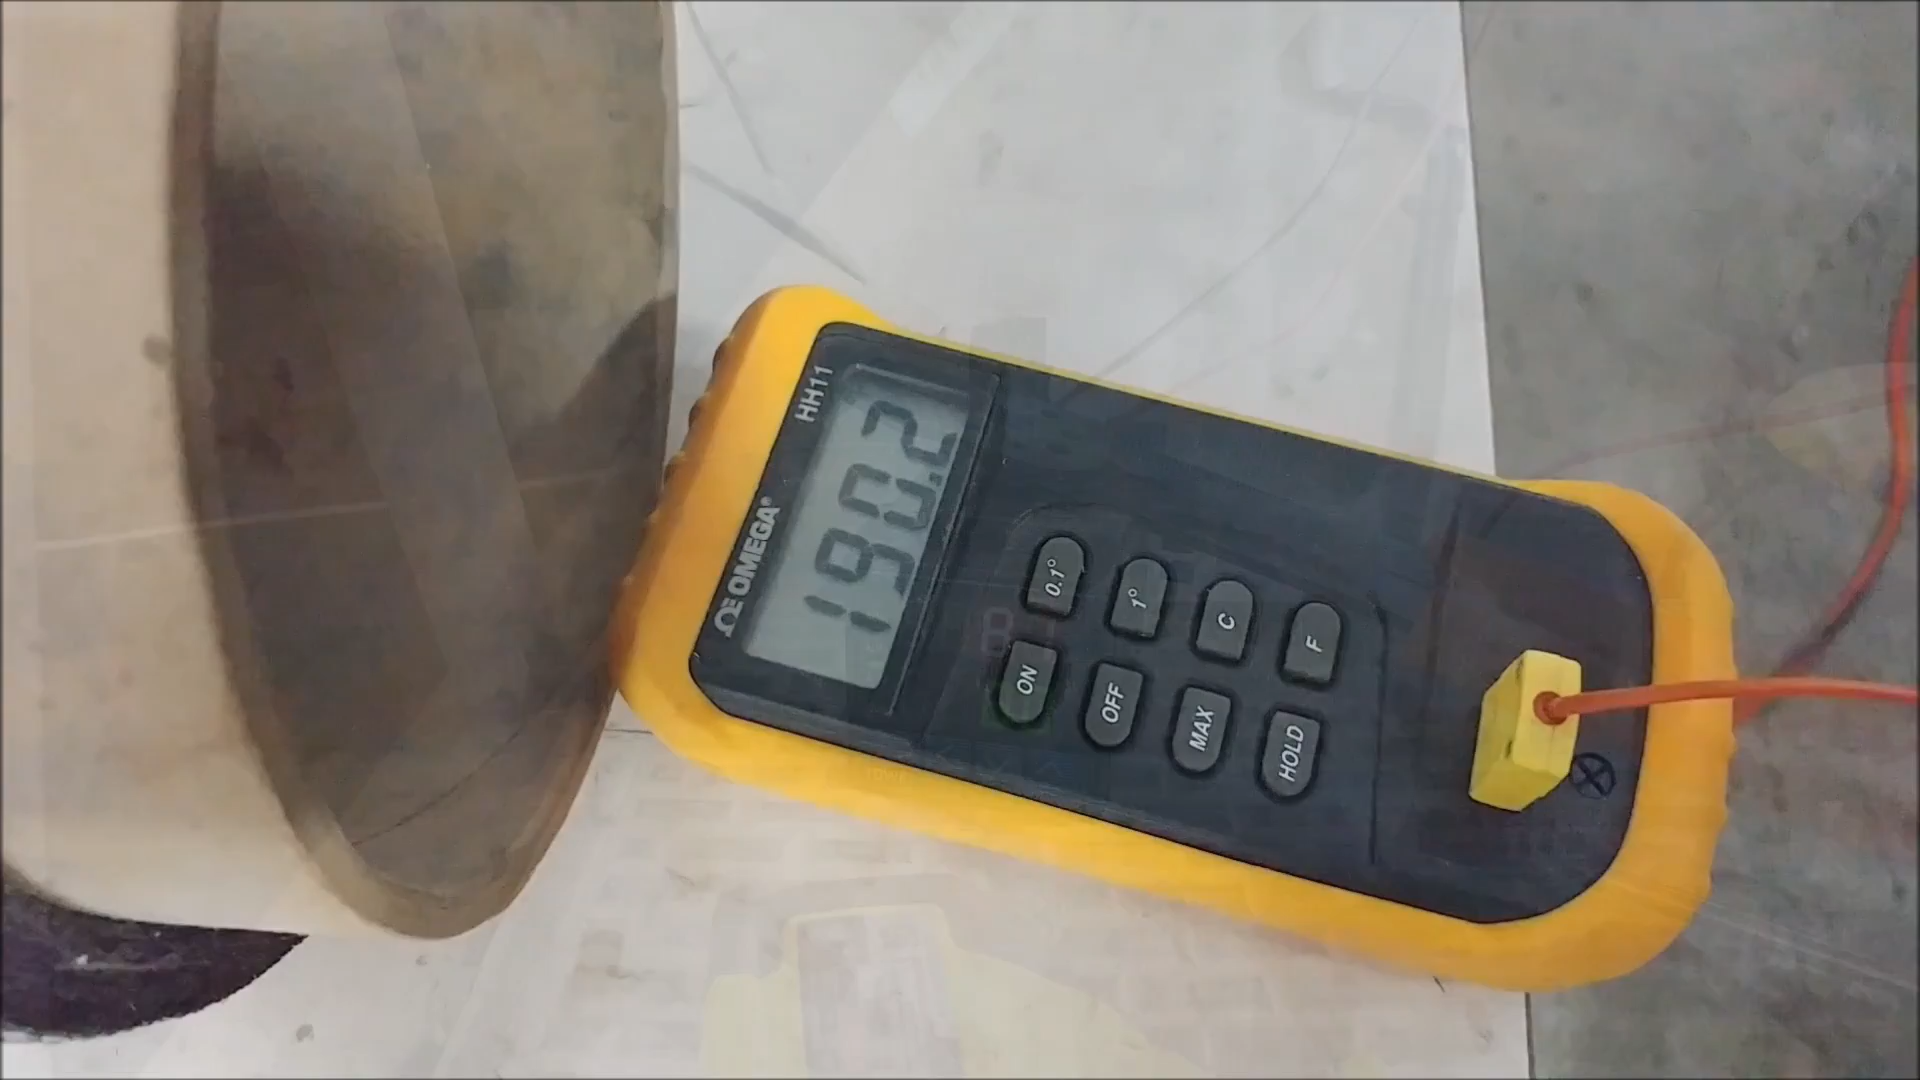 HH11
OMEGA®
190.2
0.1° 1° C F
ON OFF MAX HOLD